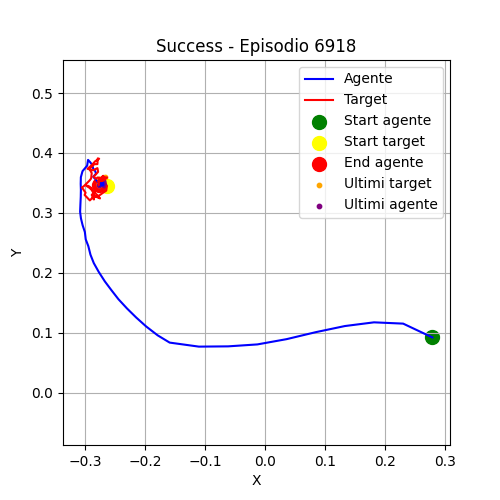 Success - Episodio 6918
Agente
Target
Start agente
Start target
End agente
Ultimi target
Ultimi agente
0.5
0.4
0.3
0.2
0.1
0.0
Y
−0.3
−0.2
−0.1
0.0
0.1
0.2
0.3
X